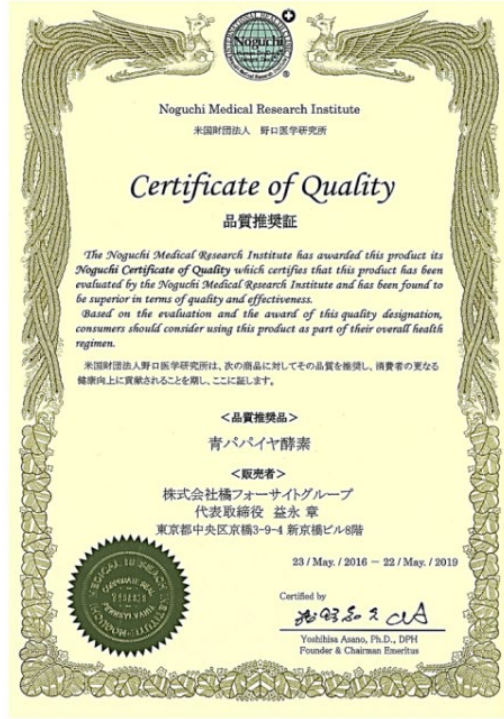 Noguchi
Noguchi Medical Research Institute
米国財団法人 野口医学研究所
Certificate of Quality
品質推奨証
The Noguchi Medical Research Institute has awarded this product its
Noguchi Certificate of Quality which certifies that this product has been
evaluated by the Noguchi Medical Research Institute and has been found to
be superior in terms of quality and effectiveness.
Based on the evaluation and the award of this quality designation,
consumers should consider using this product as part of their overall health
regimen.
米国財団法人野口医学研究所は、次の商品に対してその品質を推奨し、消費者の更なる
健康向上に貢献されることを期し、ここに証します。
<品質推奨品>
青パパイヤ酵素
<販売者>
株式会社橘フォーサイトグループ
代表取締役 益永 章
東京都中央区京橋3-9-4 新京橋ビル8階
23 / May. / 2016 － 22 / May. / 2019
Certified by
Yoshihisa Asano, Ph.D., DPH
Founder & Chairman Emeritus